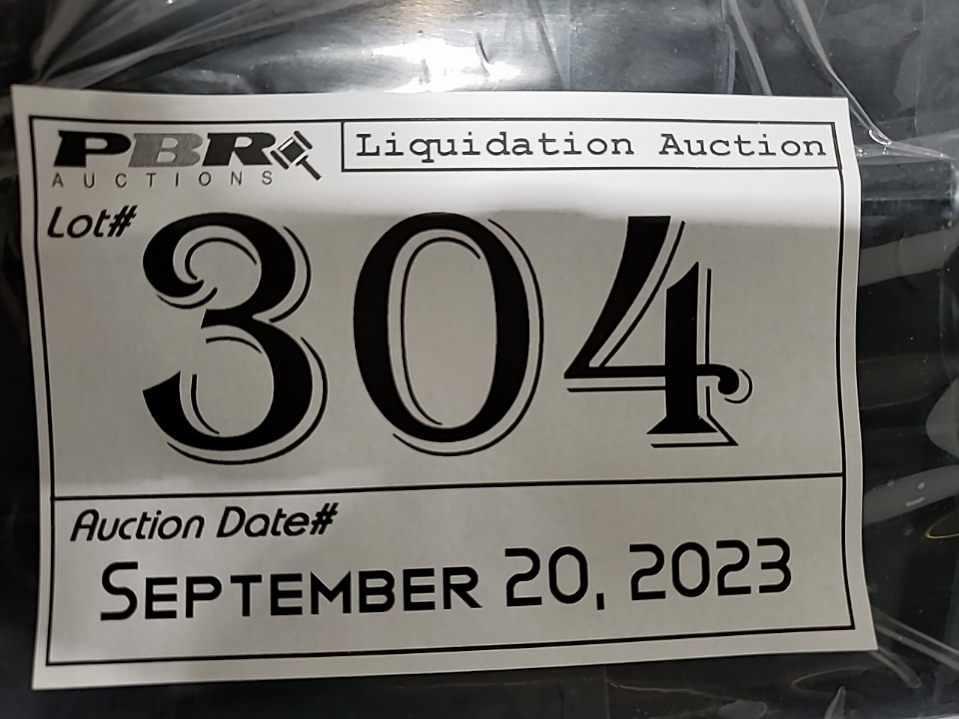 PBR
AUCTIONS
Liquidation Auction
Lot#
304
Auction Date#
September 20, 2023